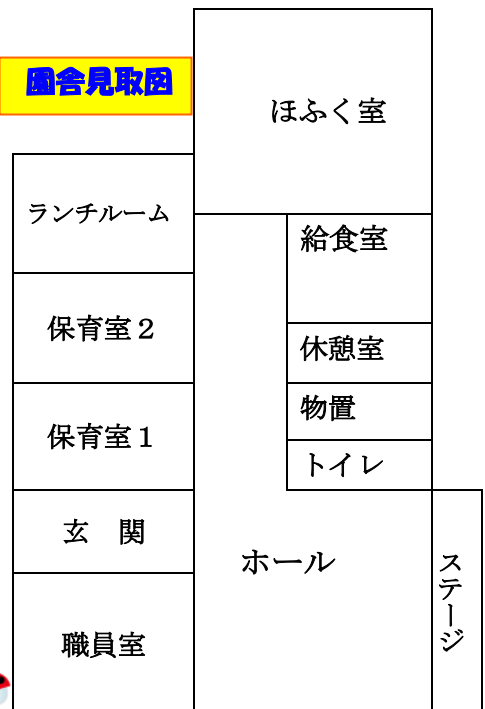 園舎見取図
ほふく室
ランチルーム
給食室
保育室２
休憩室
物置
保育室１
トイレ
玄　関
ホール
ステージ
職員室